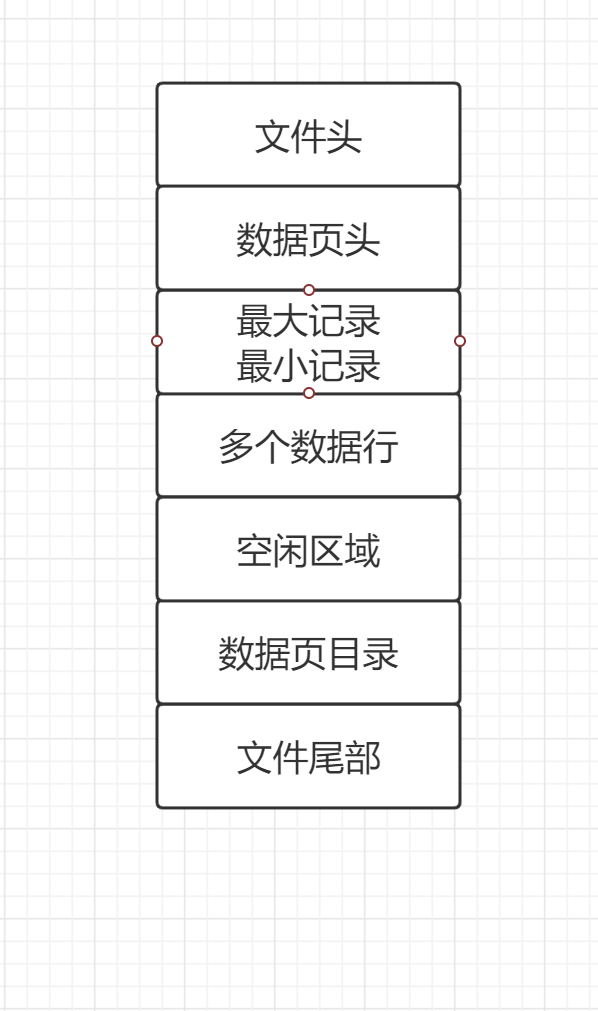 文件头
数据页头
最大记录
最小记录
多个数据行
空闲区域
数据页目录
文件尾部